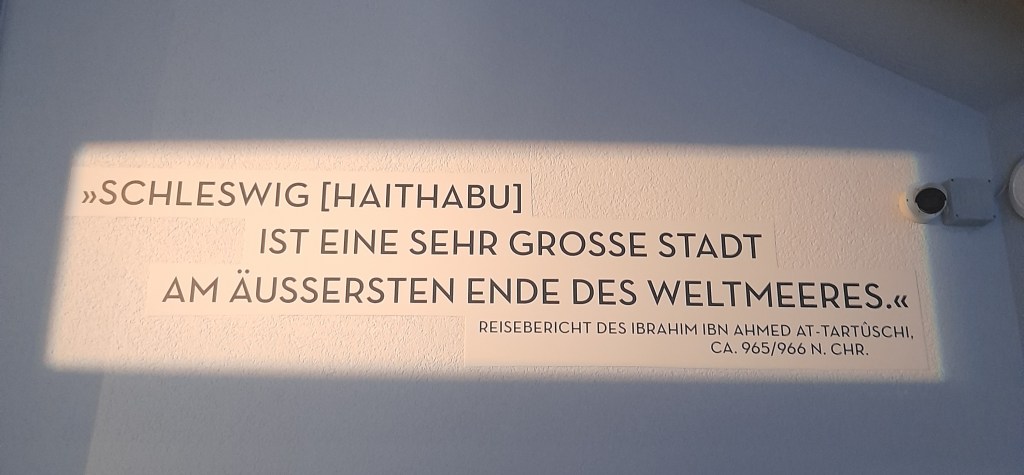 »SCHLESWIG [HAITHABU]
IST EINE SEHR GROSSE STADT
AM ÄUSSERSTEN ENDE DES WELTMEERES.«
REISEBERICHT DES IBRAHIM IBN AHMED AT-TARTÛSCHI,
CA. 965/966 N. CHR.